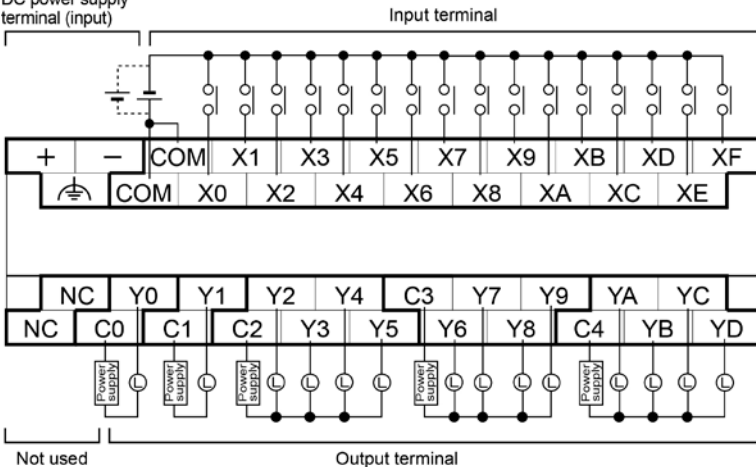 DC power supply
terminal (input)
Input terminal
+ − COM X1 X3 X5 X7 X9 XB XD XF
COM X0 X2 X4 X6 X8 XA XC XE
NC Y0 Y1 Y2 Y4 C3 Y7 Y9 YA YC
NC C0 C1 C2 Y3 Y5 Y6 Y8 C4 YB YD
Power
supply
L
Power
supply
L
Power
supply
L L L L
Power
supply
L L L L
Power
supply
L L L L
Not used
Output terminal